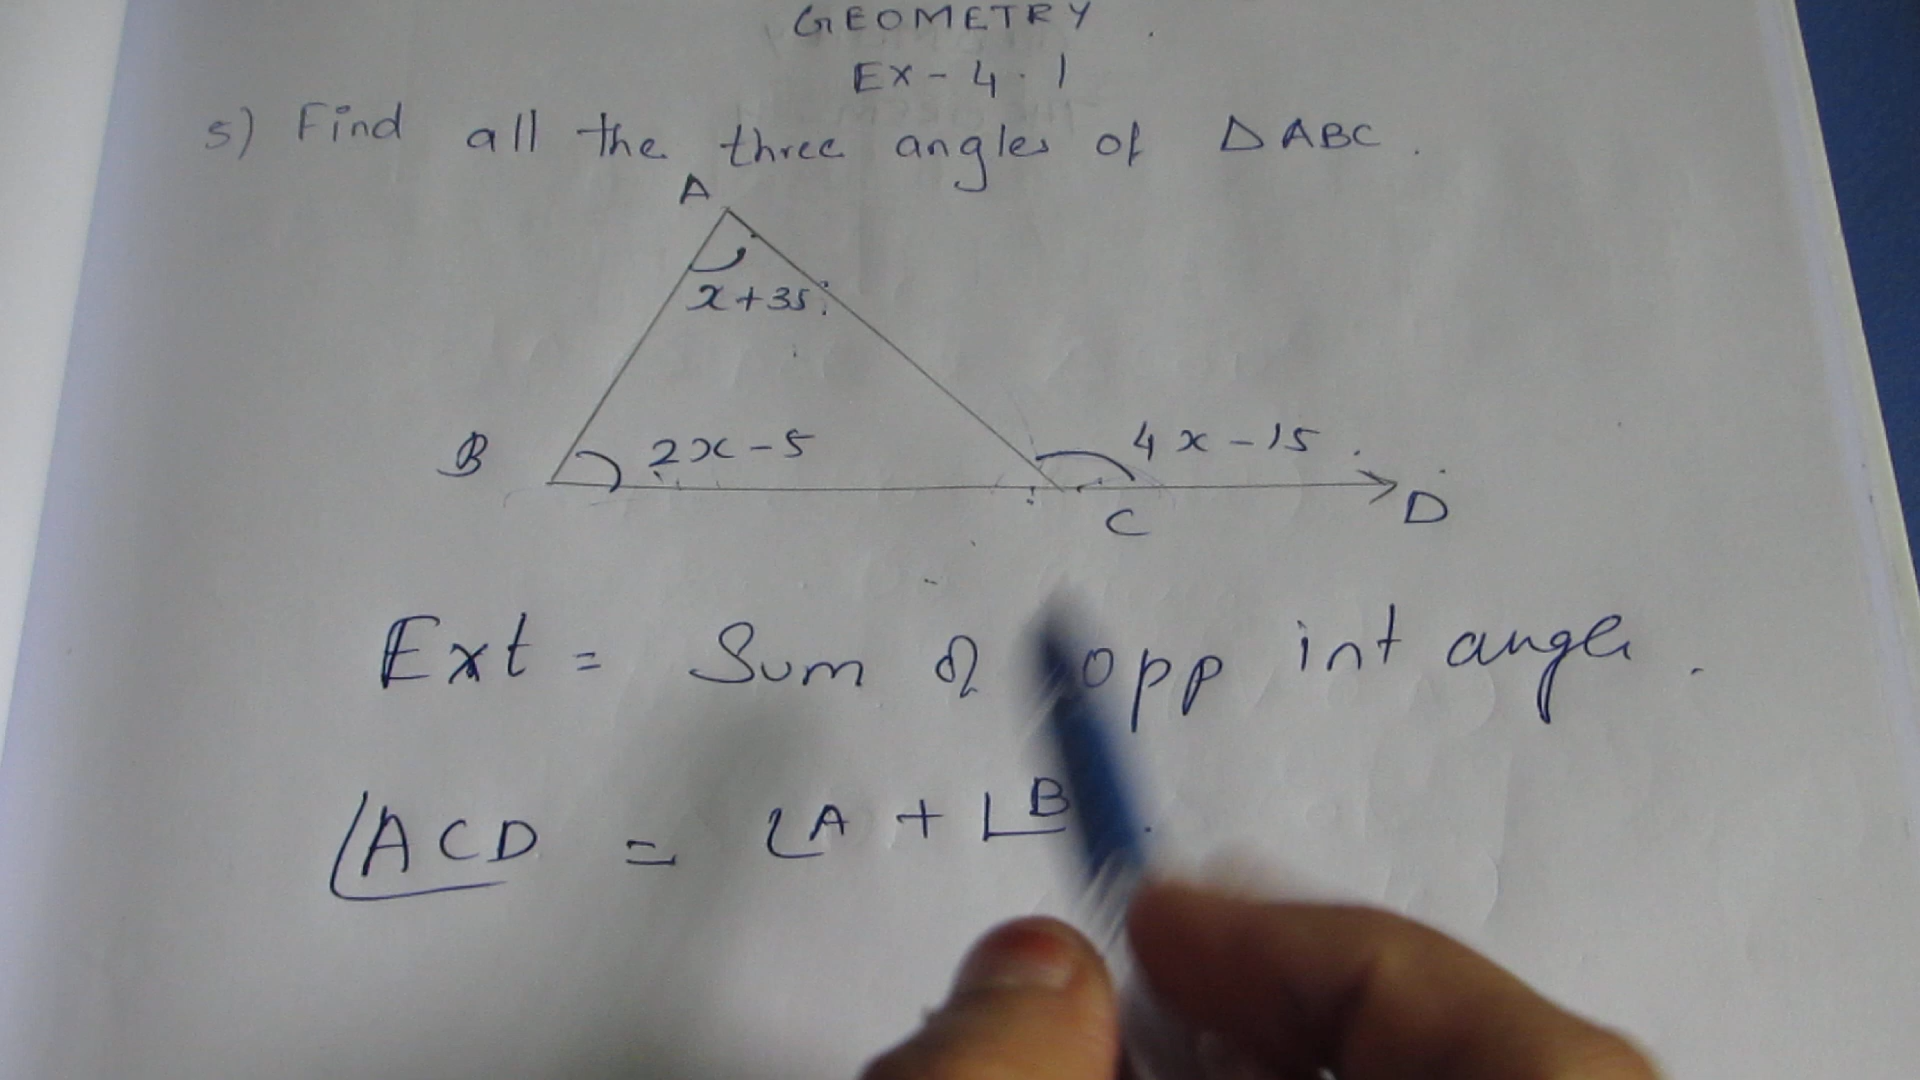 GEOMETRY
Ex - 4.1
5) Find all the three angles of ΔABC.
A
x+35
B
2x-5
4x-15
C
D
Ext = Sum of opp int angle.
∠ACD = ∠A + ∠B